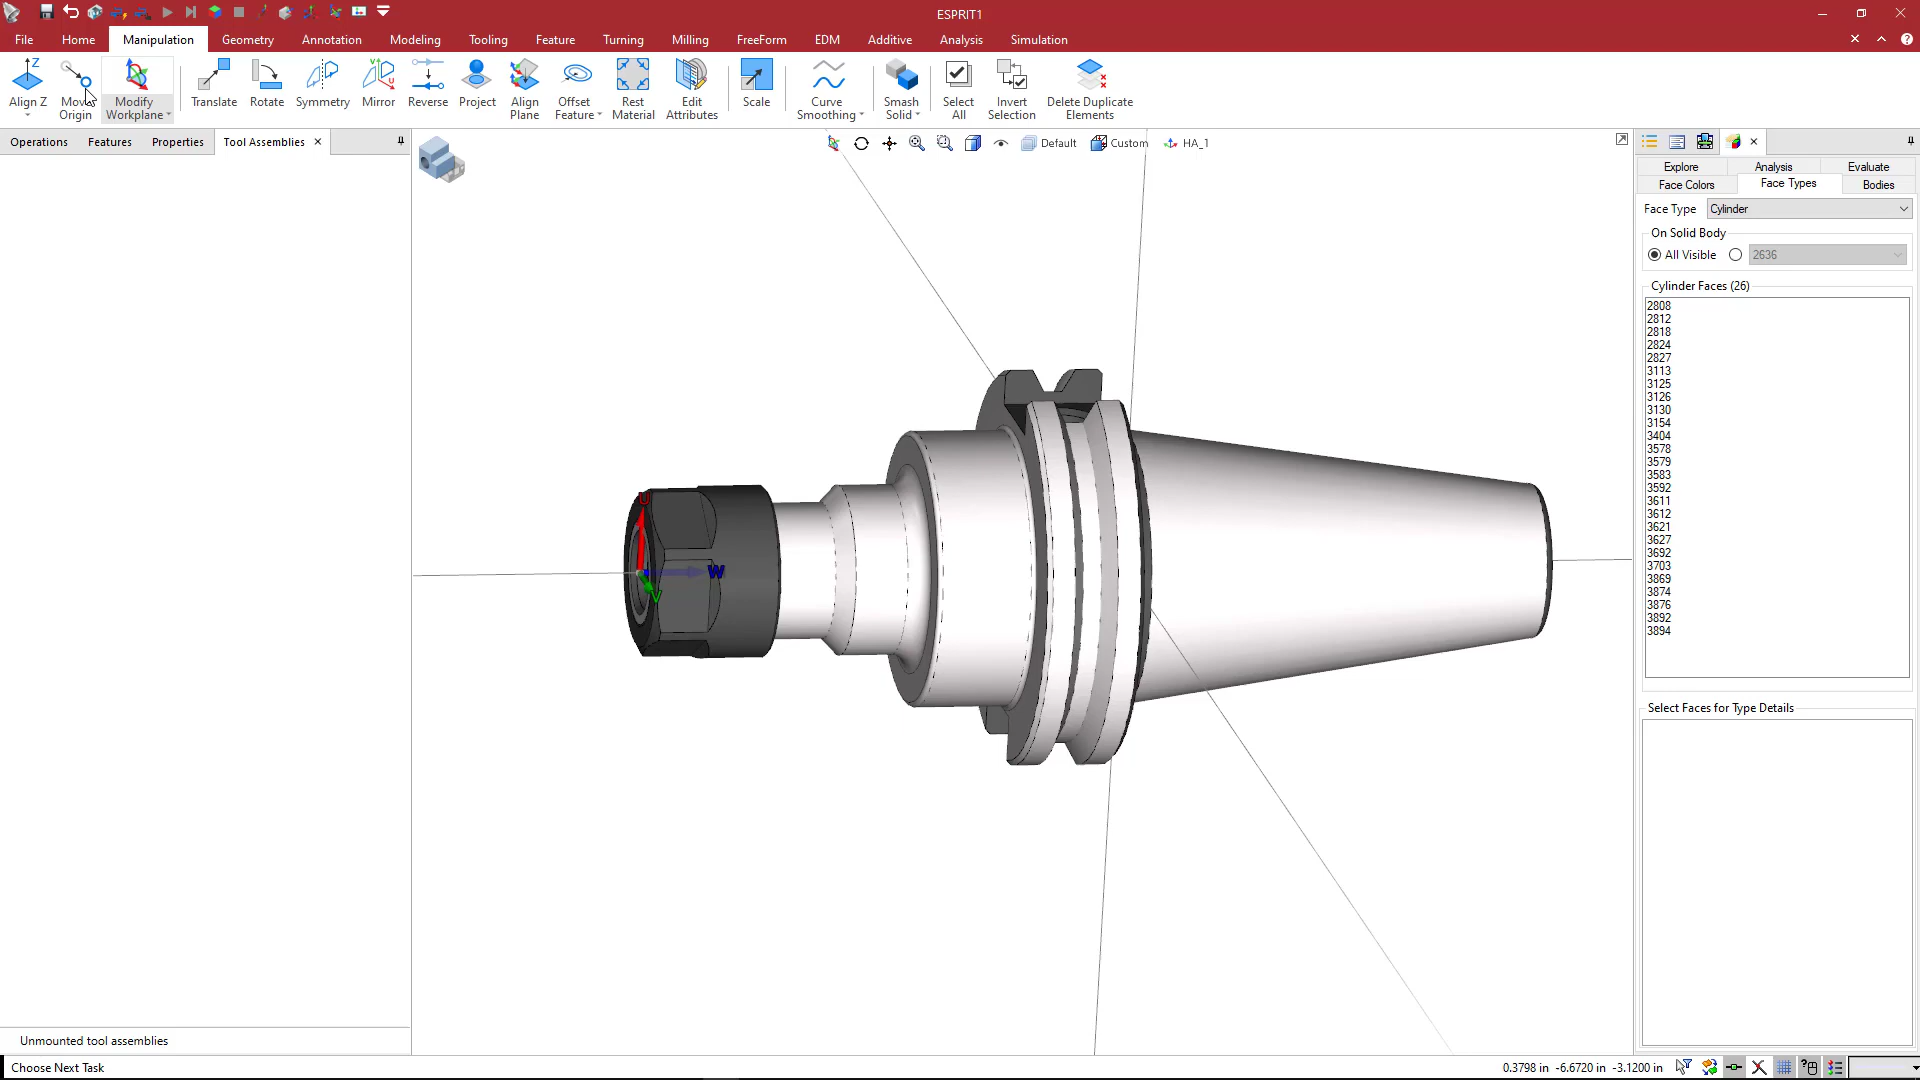 ESPRIT1
File Home Manipulation Geometry Annotation Modeling Tooling Feature Turning Milling FreeForm EDM Additive Analysis Simulation
Align Z
Move Origin
Modify Workplane
Translate
Rotate
Symmetry
Mirror
Reverse
Project
Align Plane
Offset Feature
Rest Material
Edit Attributes
Scale
Curve Smoothing
Smash Solid
Select All
Invert Selection
Delete Duplicate Elements
Operations Features Properties Tool Assemblies
Default Custom HA_1
Explore Analysis Evaluate
Face Colors Face Types Bodies
Face Type Cylinder
On Solid Body
All Visible 2636
Cylinder Faces (26)
2808
2812
2818
2824
2827
3113
3125
3126
3130
3154
3404
3578
3579
3583
3592
3611
3612
3621
3627
3692
3703
3869
3874
3876
3892
3894
Select Faces for Type Details
U
W
V
Unmounted tool assemblies
Choose Next Task
0.3798 in -6.6720 in -3.1200 in